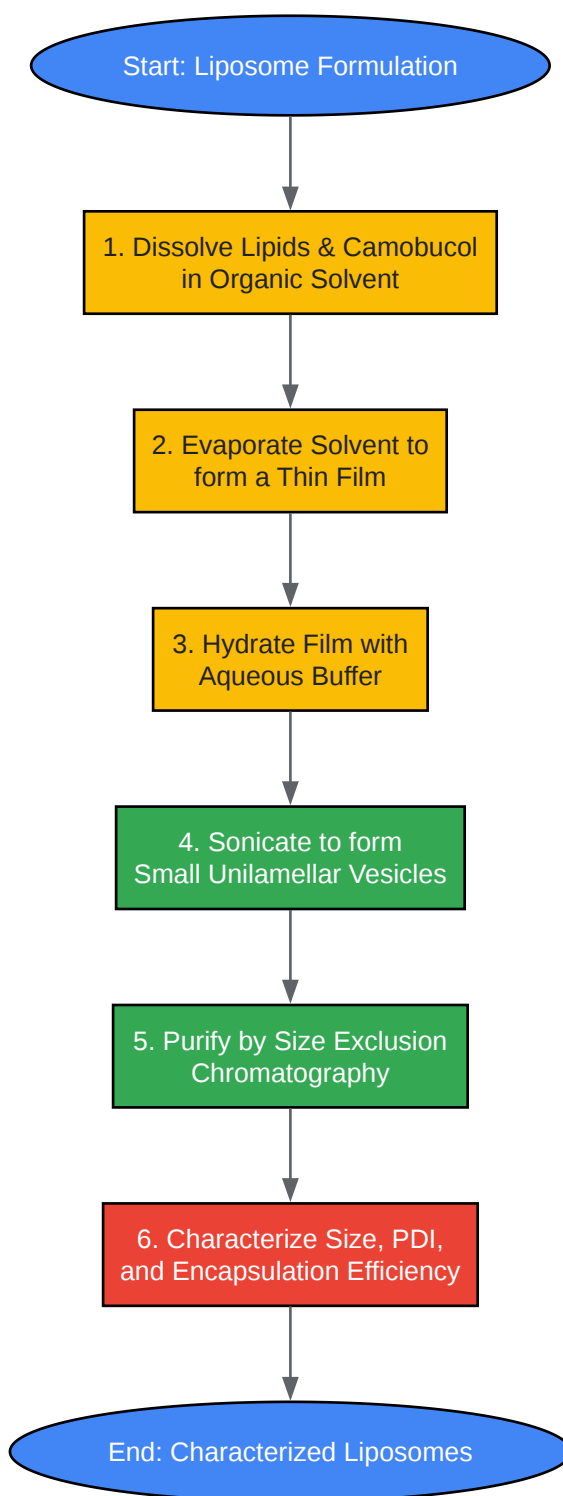 Start: Liposome Formulation
1. Dissolve Lipids & Camobucol
in Organic Solvent
2. Evaporate Solvent to
form a Thin Film
3. Hydrate Film with
Aqueous Buffer
4. Sonicate to form
Small Unilamellar Vesicles
5. Purify by Size Exclusion
Chromatography
6. Characterize Size, PDI,
and Encapsulation Efficiency
End: Characterized Liposomes